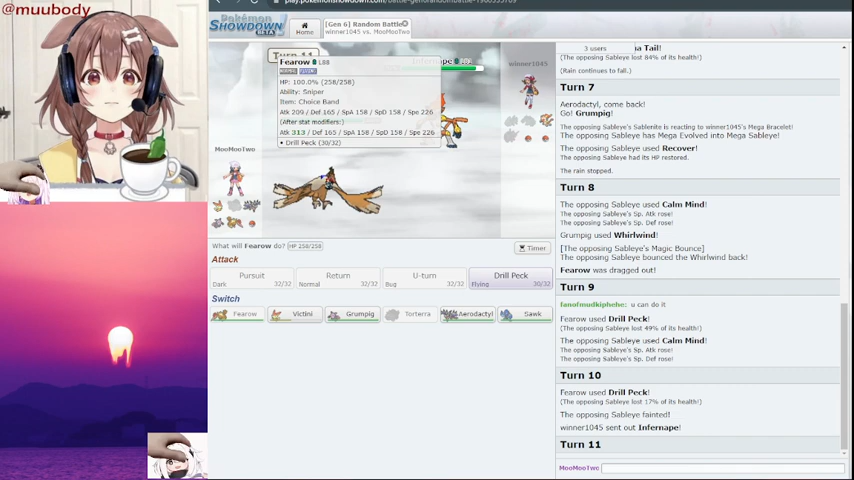 @muubody
play.pokemonshowdown.com/battle-gen6randombattle-1980535789
Pokémon
SHOWDOWN
BETA
Home
[Gen 6] Random Battle
winner1045 vs. MooMooTwo
Turn 11
Fearow L88
HP: 100.0% (258/258)
Ability: Sniper
Item: Choice Band
Atk 209 / Def 165 / SpA 158 / SpD 158 / Spe 226
(After stat modifiers:)
Atk 313 / Def 165 / SpA 158 / SpD 158 / Spe 226
• Drill Peck (30/32)
Infernape
winner1045
MooMooTwo
What will Fearow do? HP 258/258
Timer
Attack
Pursuit
Dark 32/32
Return
Normal 32/32
U-turn
Bug 32/32
Drill Peck
Flying 30/32
Switch
Fearow
Victini
Grumpig
Torterra
Aerodactyl
Sawk
3 users
Tail!
(The opposing Sableye lost 84% of its health!)
(Rain continues to fall.)
Turn 7
Aerodactyl, come back!
Go! Grumpig!
The opposing Sableye's Sablenite is reacting to winner1045's Mega Bracelet!
The opposing Sableye has Mega Evolved into Mega Sableye!
The opposing Sableye used Recover!
The opposing Sableye had its HP restored.
The rain stopped.
Turn 8
The opposing Sableye used Calm Mind!
The opposing Sableye's Sp. Atk rose!
The opposing Sableye's Sp. Def rose!
Grumpig used Whirlwind!
[The opposing Sableye's Magic Bounce]
The opposing Sableye bounced the Whirlwind back!
Fearow was dragged out!
Turn 9
fanofmudkiphehe: u can do it
Fearow used Drill Peck!
(The opposing Sableye lost 49% of its health!)
The opposing Sableye used Calm Mind!
The opposing Sableye's Sp. Atk rose!
The opposing Sableye's Sp. Def rose!
Turn 10
Fearow used Drill Peck!
(The opposing Sableye lost 17% of its health!)
The opposing Sableye fainted!
winner1045 sent out Infernape!
Turn 11
MooMooTwo